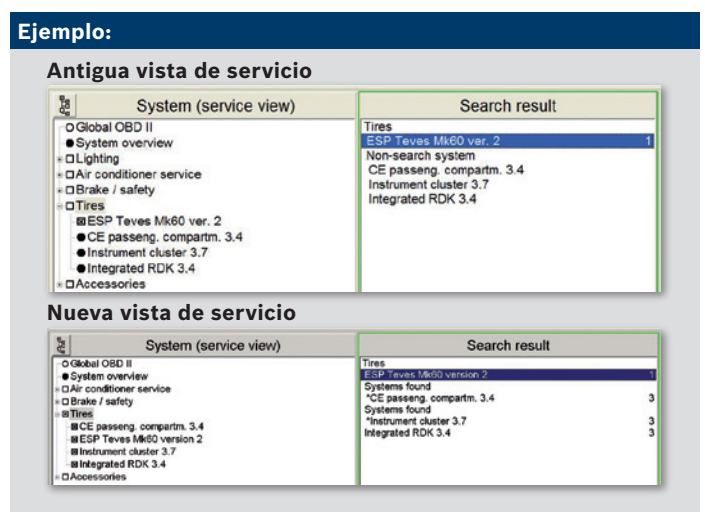 Ejemplo:
Antigua vista de servicio
System (service view)
Global OBD II
System overview
Lighting
Air conditioner service
Brake / safety
Tires
ESP Teves Mk60 ver. 2
CE passeng. compartm. 3.4
Instrument cluster 3.7
Integrated RDK 3.4
Accessories
Search result
Tires
ESP Teves Mk60 ver. 2 1
Non-search system
CE passeng. compartm. 3.4
Instrument cluster 3.7
Integrated RDK 3.4
Nueva vista de servicio
System (service view)
Global OBD II
System overview
Air conditioner service
Brake / safety
Tires
CE passeng. compartm. 3.4
ESP Teves Mk60 version 2
Instrument cluster 3.7
Integrated RDK 3.4
Accessories
Search result
Tires
ESP Teves Mk60 version 2 1
Systems found
*CE passeng. compartm. 3.4 3
Systems found
*Instrument cluster 3.7 3
Integrated RDK 3.4 3